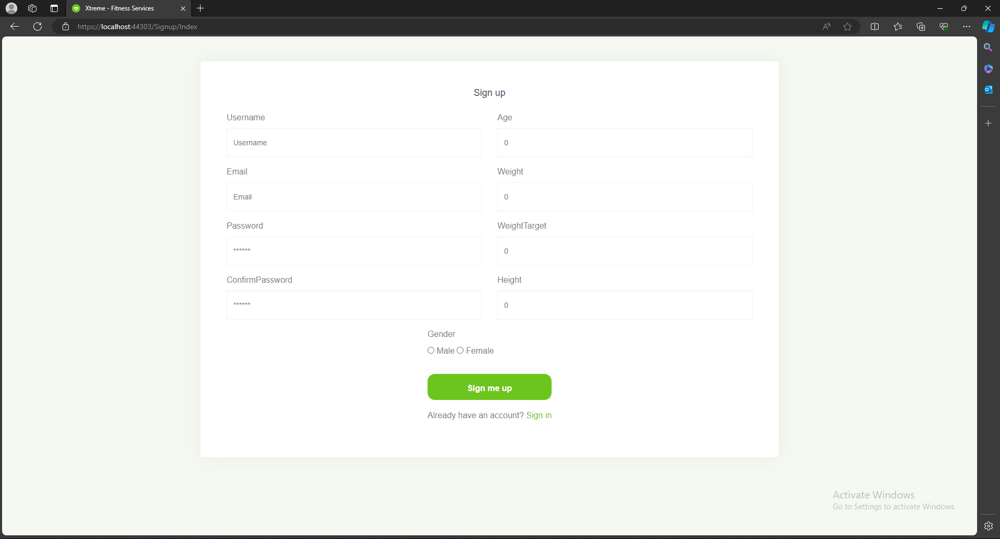 Xtreme - Fitness Services
https://localhost:44303/Signup/Index
Sign up
Username
Age
Username
0
Email
Weight
Email
0
Password
WeightTarget
******
0
ConfirmPassword
Height
******
0
Gender
Male Female
Sign me up
Already have an account? Sign in
Activate Windows
Go to Settings to activate Windows.